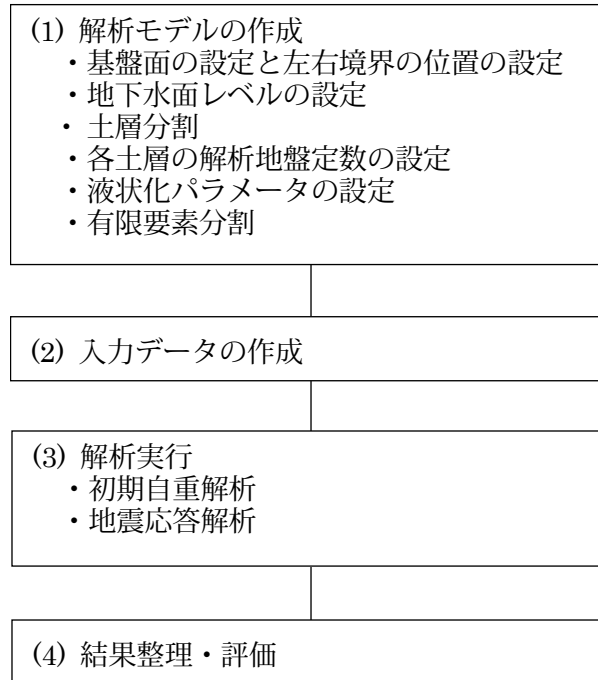 (1) 解析モデルの作成
・基盤面の設定と左右境界の位置の設定
・地下水面レベルの設定
・ 土層分割
・各土層の解析地盤定数の設定
・液状化パラメータの設定
・有限要素分割
(2) 入力データの作成
(3) 解析実行
・初期自重解析
・地震応答解析
(4) 結果整理・評価